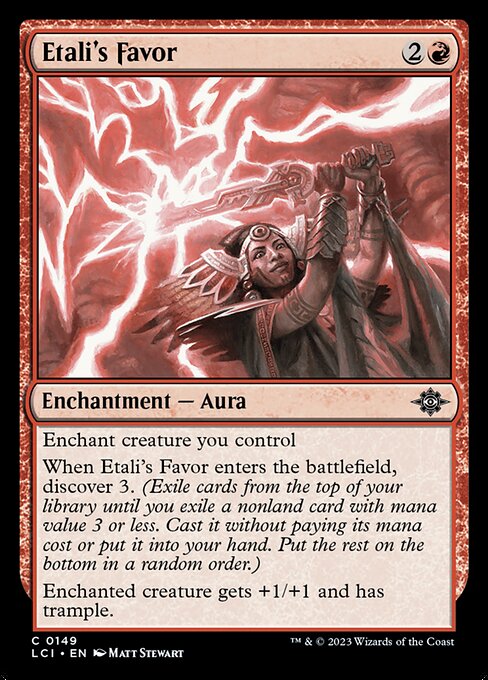 Etali's Favor 2
Enchantment — Aura
Enchant creature you control
When Etali's Favor enters the battlefield,
discover 3. (Exile cards from the top of your
library until you exile a nonland card with mana
value 3 or less. Cast it without paying its mana
cost or put it into your hand. Put the rest on the
bottom in a random order.)
Enchanted creature gets +1/+1 and has
trample.
C 0149 ™ & © 2023 Wizards of the Coast
LCI • EN Matt Stewart